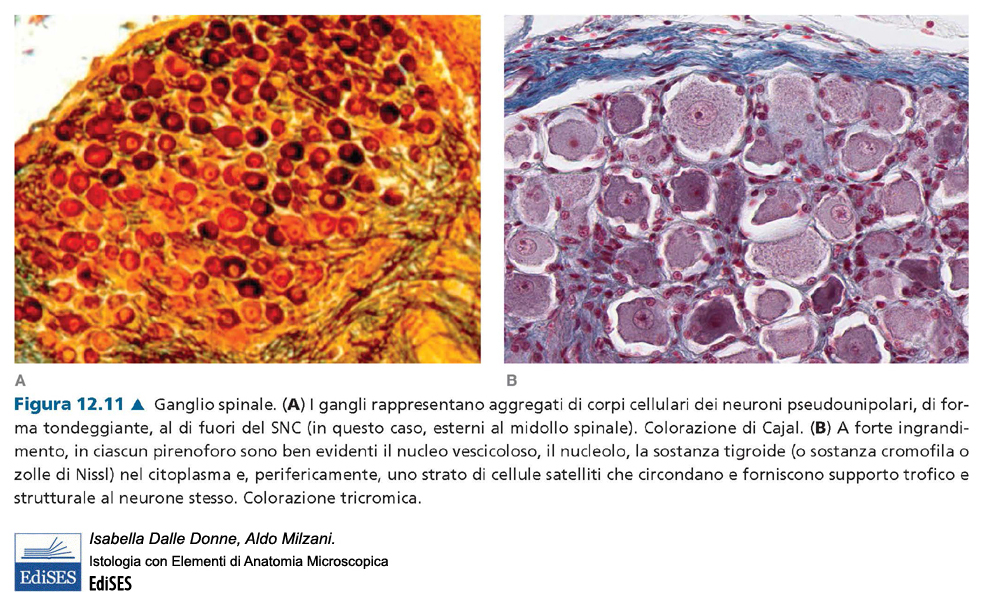 A
B
Figura 12.11 ▲ Ganglio spinale. (A) I gangli rappresentano aggregati di corpi cellulari dei neuroni pseudounipolari, di for-
ma tondeggiante, al di fuori del SNC (in questo caso, esterni al midollo spinale). Colorazione di Cajal. (B) A forte ingrandi-
mento, in ciascun pirenoforo sono ben evidenti il nucleo vescicoloso, il nucleolo, la sostanza tigroide (o sostanza cromofila o
zolle di Nissl) nel citoplasma e, perifericamente, uno strato di cellule satelliti che circondano e forniscono supporto trofico e
strutturale al neurone stesso. Colorazione tricromica.
Isabella Dalle Donne, Aldo Milzani.
Istologia con Elementi di Anatomia Microscopica
EdiSES
EdiSES